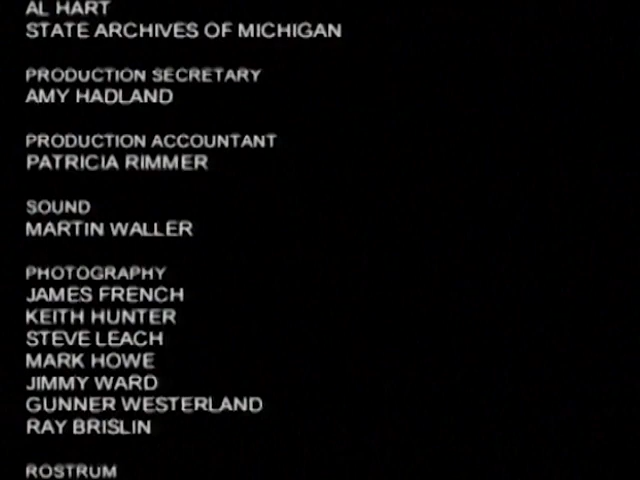 AL HART
STATE ARCHIVES OF MICHIGAN
PRODUCTION SECRETARY
AMY HADLAND
PRODUCTION ACCOUNTANT
PATRICIA RIMMER
SOUND
MARTIN WALLER
PHOTOGRAPHY
JAMES FRENCH
KEITH HUNTER
STEVE LEACH
MARK HOWE
JIMMY WARD
GUNNER WESTERLAND
RAY BRISLIN
ROSTRUM